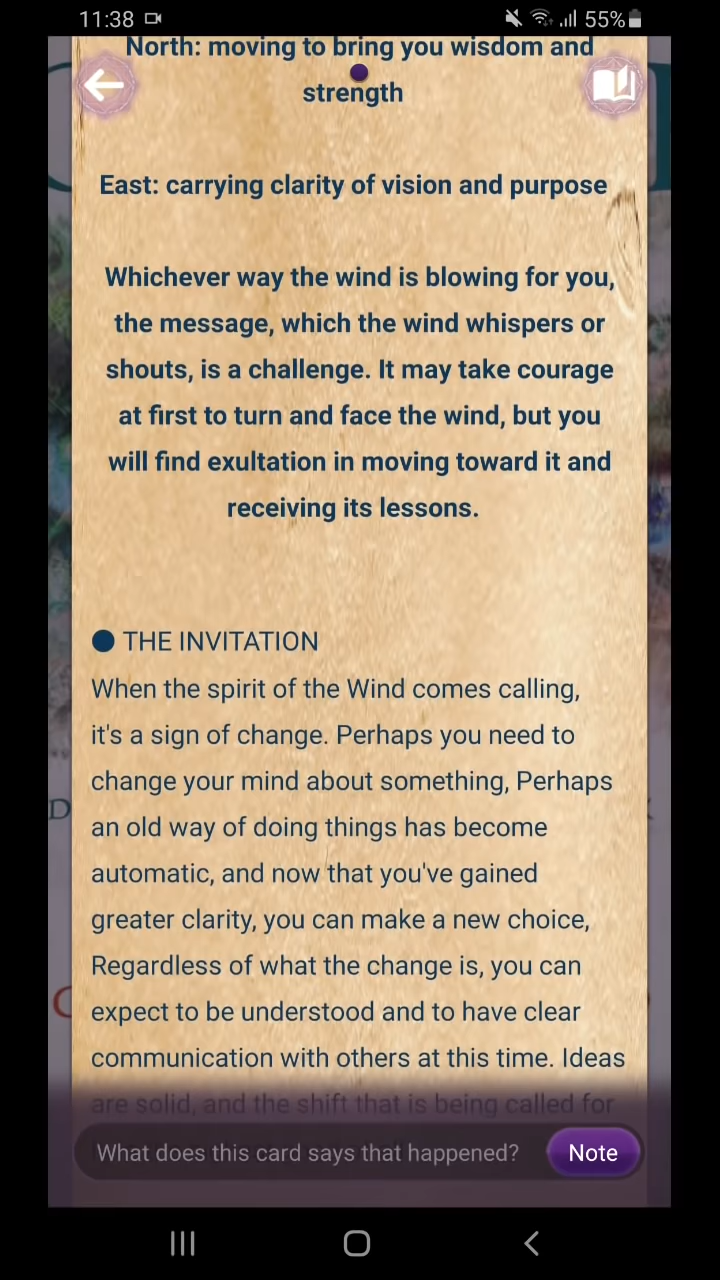 11:38 55%
North: moving to bring you wisdom and
strength
East: carrying clarity of vision and purpose
Whichever way the wind is blowing for you,
the message, which the wind whispers or
shouts, is a challenge. It may take courage
at first to turn and face the wind, but you
will find exultation in moving toward it and
receiving its lessons.
THE INVITATION
When the spirit of the Wind comes calling,
it's a sign of change. Perhaps you need to
change your mind about something, Perhaps
an old way of doing things has become
automatic, and now that you've gained
greater clarity, you can make a new choice,
Regardless of what the change is, you can
expect to be understood and to have clear
communication with others at this time. Ideas
are solid, and the shift that is being called for
What does this card says that happened? Note